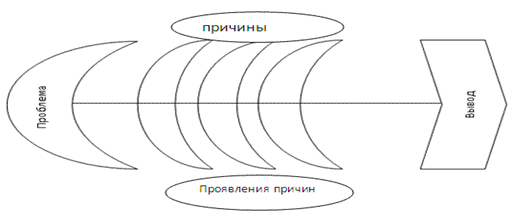 причины
Проблема
Вывод
Проявления причин